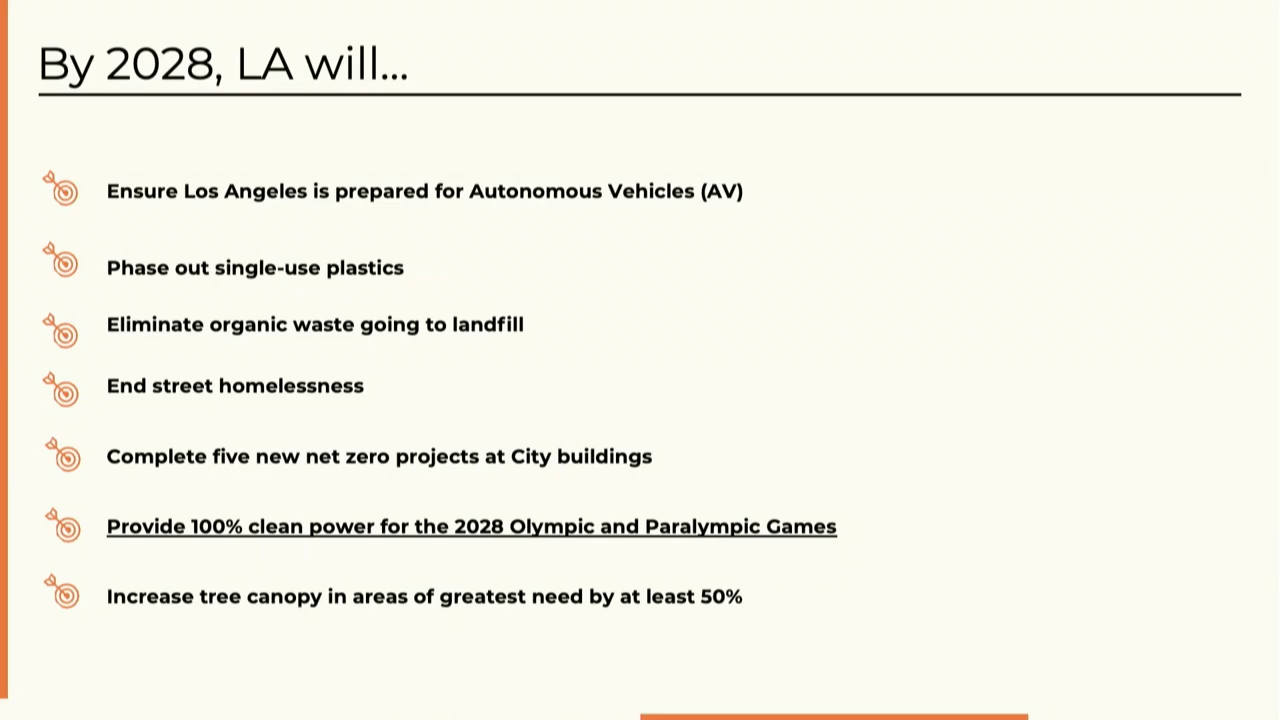 By 2028, LA will...
Ensure Los Angeles is prepared for Autonomous Vehicles (AV)
Phase out single-use plastics
Eliminate organic waste going to landfill
End street homelessness
Complete five new net zero projects at City buildings
Provide 100% clean power for the 2028 Olympic and Paralympic Games
Increase tree canopy in areas of greatest need by at least 50%